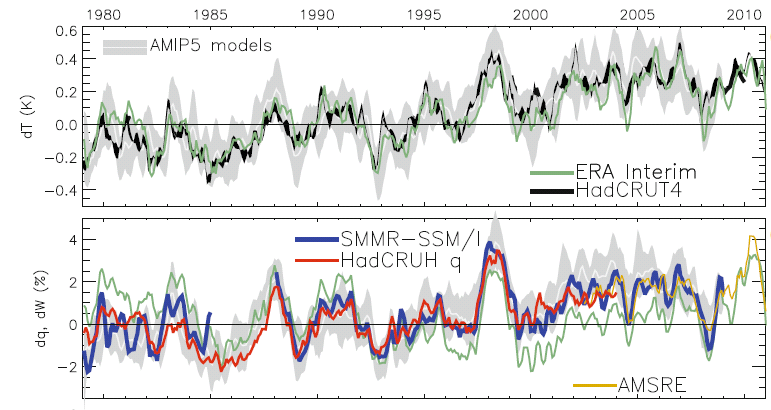 1980 1985 1990 1995 2000 2005 2010
0.6
AMIP5 models
0.4
0.2
0.0
-0.2
-0.4
dT (K)
ERA Interim
HadCRUT4
4
SMMR-SSM/I
HadCRUH q
2
0
-2
dq, dW (%)
AMSRE